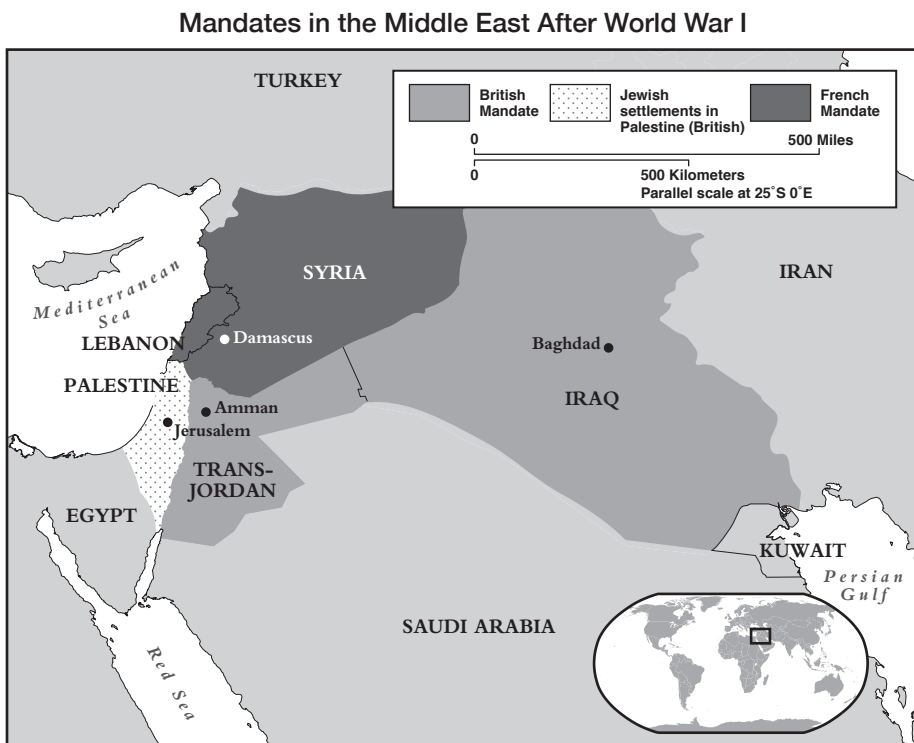 Mandates in the Middle East After World War I
TURKEY
British
Mandate
Jewish
settlements in
Palestine (British)
French
Mandate
0
500 Miles
0
500 Kilometers
Parallel scale at 25˚S 0˚E
SYRIA
IRAN
Mediterranean
Sea
LEBANON
Damascus
Baghdad
PALESTINE
IRAQ
Amman
Jerusalem
TRANS-
JORDAN
EGYPT
KUWAIT
Persian
Gulf
SAUDI ARABIA
Red Sea